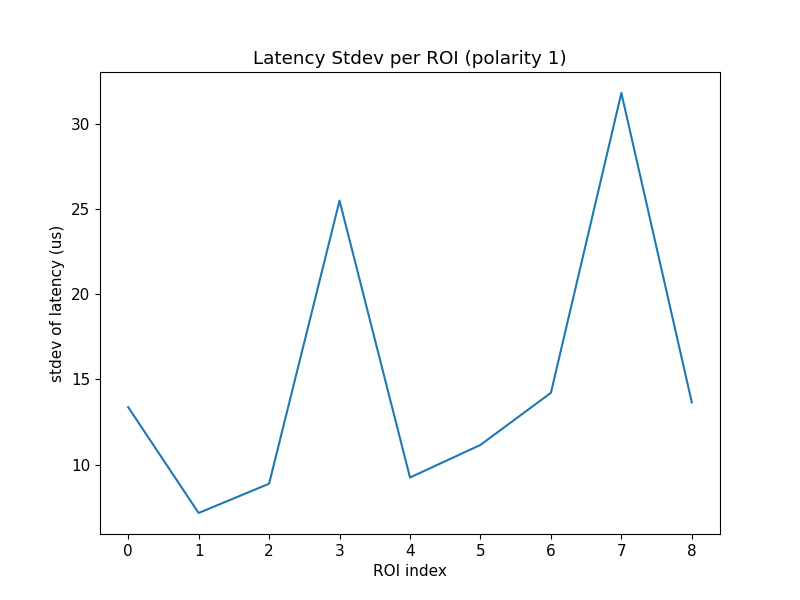 Latency Stdev per ROI (polarity 1)
stdev of latency (us)
30
25
20
15
10
0 1 2 3 4 5 6 7 8
ROI index